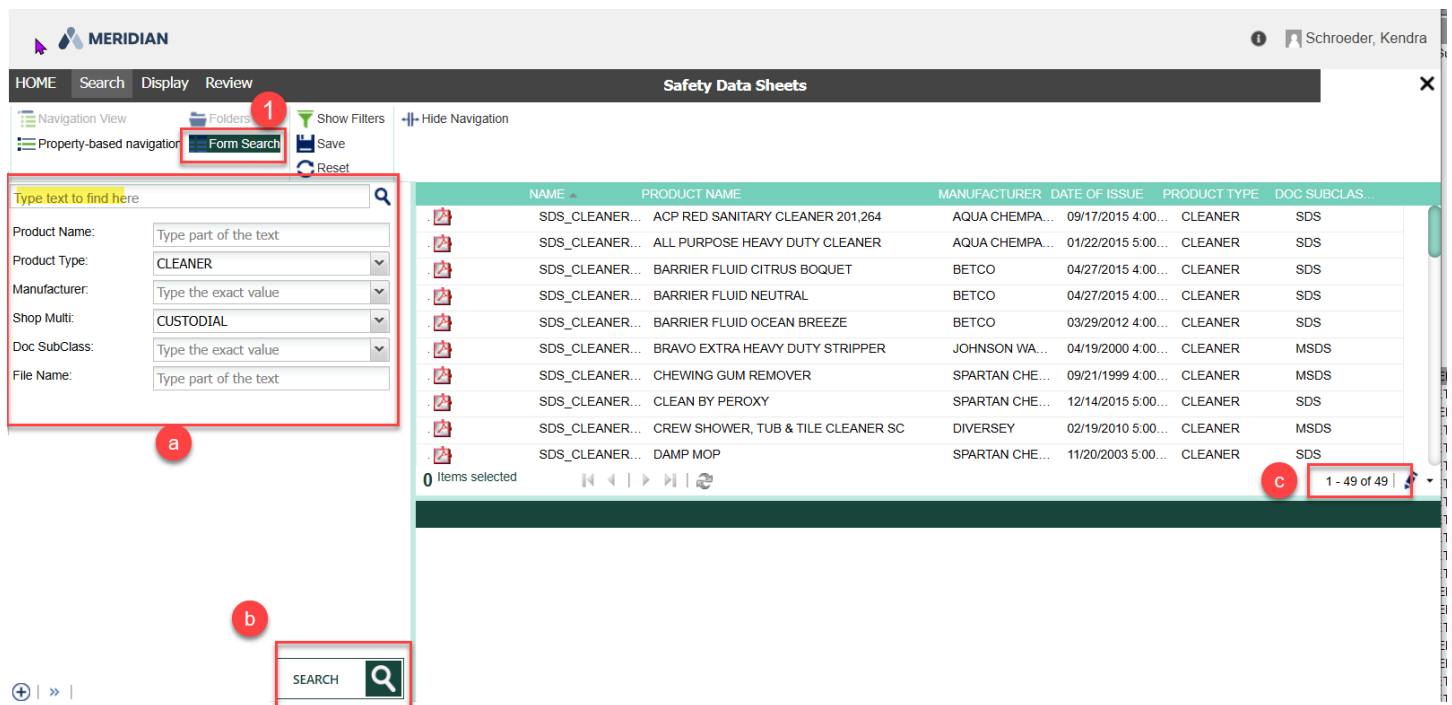 MERIDIAN
Schroeder, Kendra
HOME Search Display Review Safety Data Sheets
1
Navigation View Folders Show Filters Hide Navigation
Property-based navigation Form Search Save
Reset
Type text to find here
Product Name: Type part of the text
Product Type: CLEANER
Manufacturer: Type the exact value
Shop Multi: CUSTODIAL
Doc SubClass: Type the exact value
File Name: Type part of the text
a
b
SEARCH
NAME PRODUCT NAME MANUFACTURER DATE OF ISSUE PRODUCT TYPE DOC SUBCLAS...
SDS_CLEANER... ACP RED SANITARY CLEANER 201,264 AQUA CHEMPA... 09/17/2015 4:00... CLEANER SDS
SDS_CLEANER... ALL PURPOSE HEAVY DUTY CLEANER AQUA CHEMPA... 01/22/2015 5:00... CLEANER SDS
SDS_CLEANER... BARRIER FLUID CITRUS BOQUET BETCO 04/27/2015 4:00... CLEANER SDS
SDS_CLEANER... BARRIER FLUID NEUTRAL BETCO 04/27/2015 4:00... CLEANER SDS
SDS_CLEANER... BARRIER FLUID OCEAN BREEZE BETCO 03/29/2012 4:00... CLEANER SDS
SDS_CLEANER... BRAVO EXTRA HEAVY DUTY STRIPPER JOHNSON WA... 04/19/2000 4:00... CLEANER MSDS
SDS_CLEANER... CHEWING GUM REMOVER SPARTAN CHE... 09/21/1999 4:00... CLEANER MSDS
SDS_CLEANER... CLEAN BY PEROXY SPARTAN CHE... 12/14/2015 5:00... CLEANER SDS
SDS_CLEANER... CREW SHOWER, TUB & TILE CLEANER SC DIVERSEY 02/19/2010 5:00... CLEANER MSDS
SDS_CLEANER... DAMP MOP SPARTAN CHE... 11/20/2003 5:00... CLEANER SDS
0 Items selected
c
1 - 49 of 49